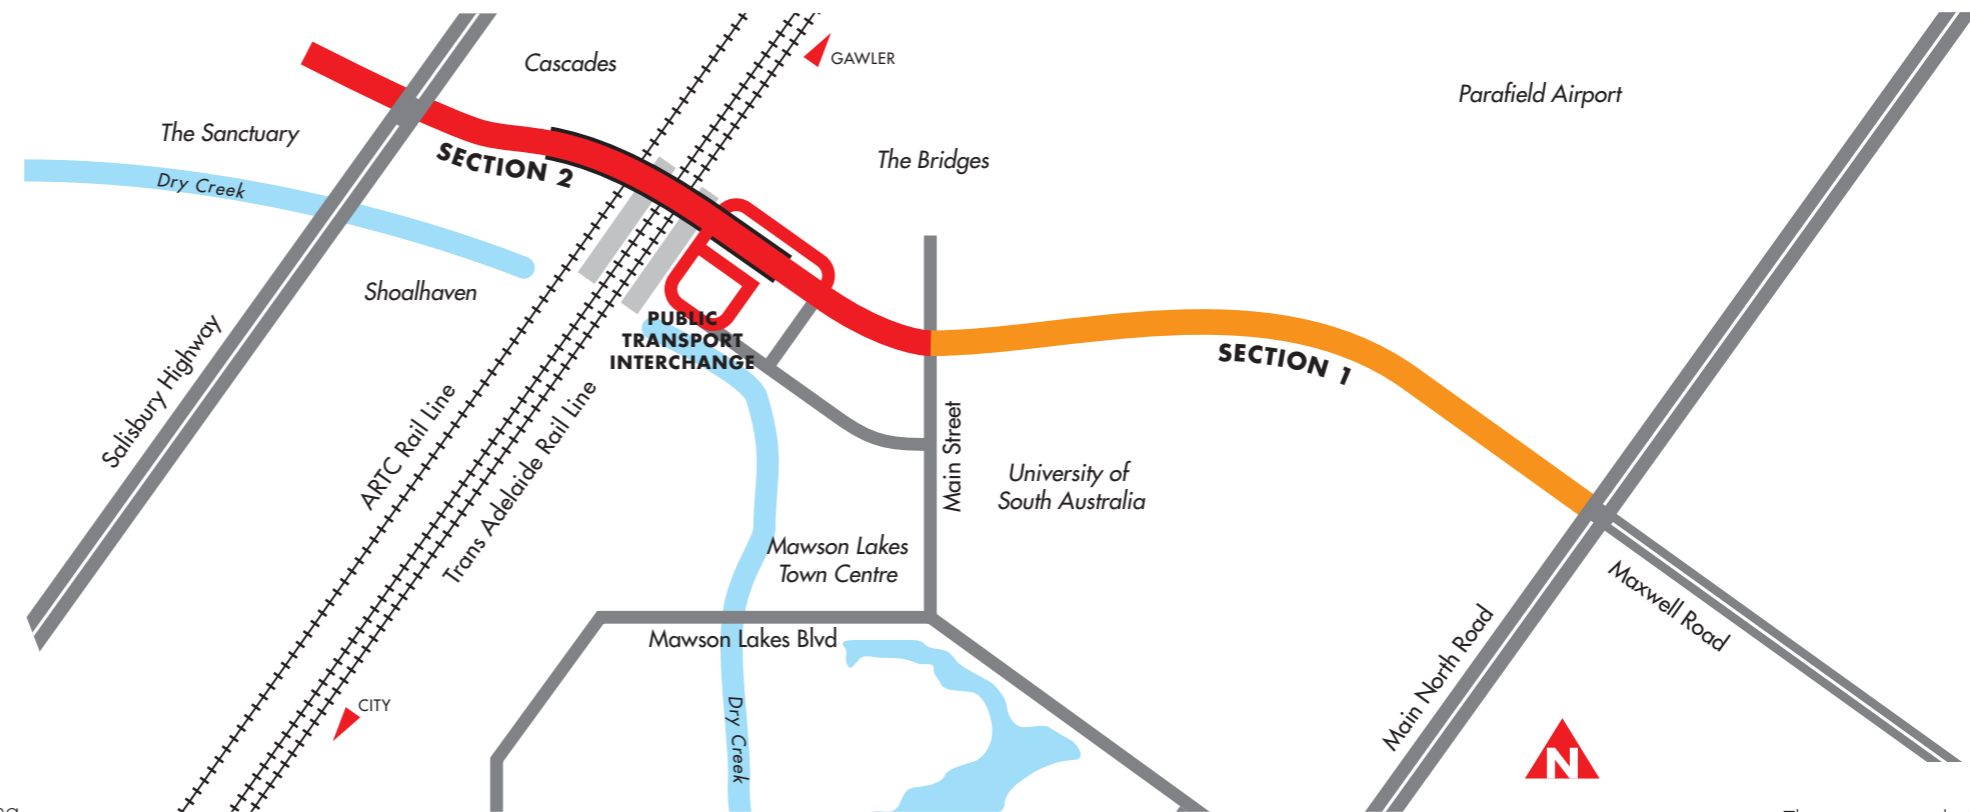 Cascades
GAWLER
Parafield Airport
The Sanctuary
SECTION 2
The Bridges
Dry Creek
Shoalhaven
PUBLIC
TRANSPORT
INTERCHANGE
SECTION 1
Salisbury Highway
ARTC Rail Line
Trans Adelaide Rail Line
Main Street
University of
South Australia
Mawson Lakes
Town Centre
Maxwell Road
Mawson Lakes Blvd
Main North Road
CITY
Dry Creek
N